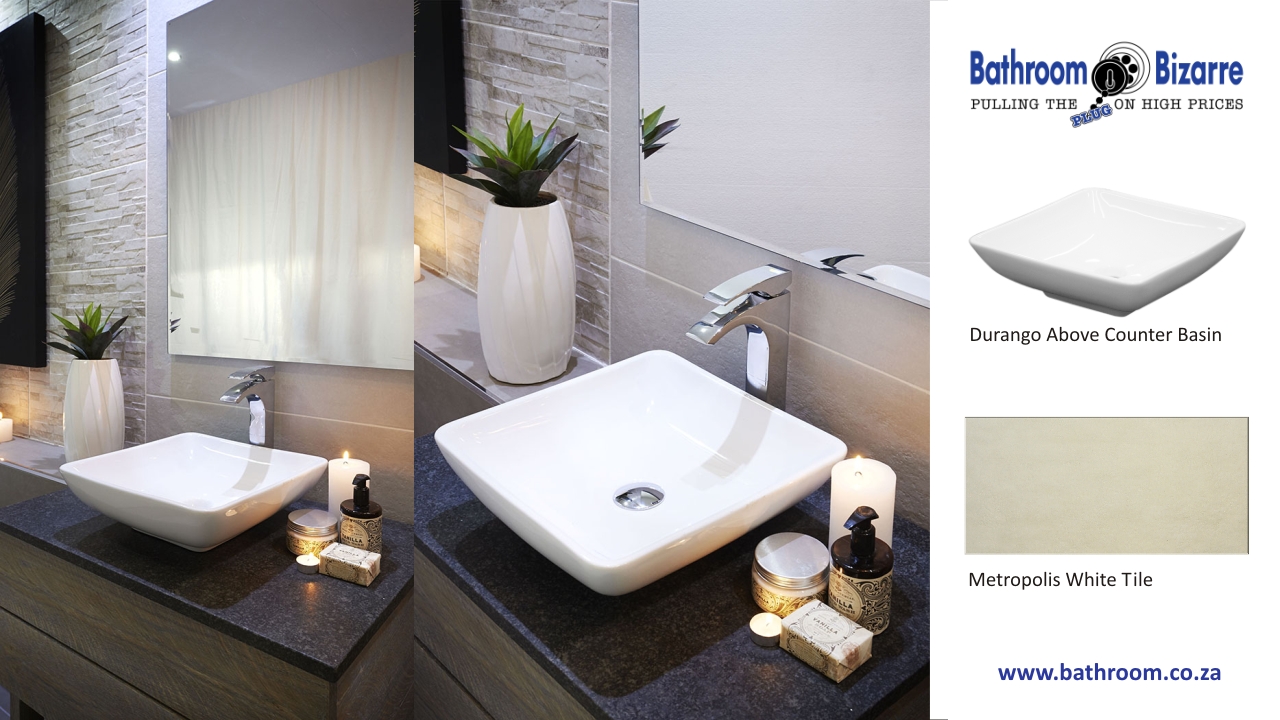 Bathroom Bizarre
PULLING THE PLUG ON HIGH PRICES
Durango Above Counter Basin
Metropolis White Tile
www.bathroom.co.za
VANILLA